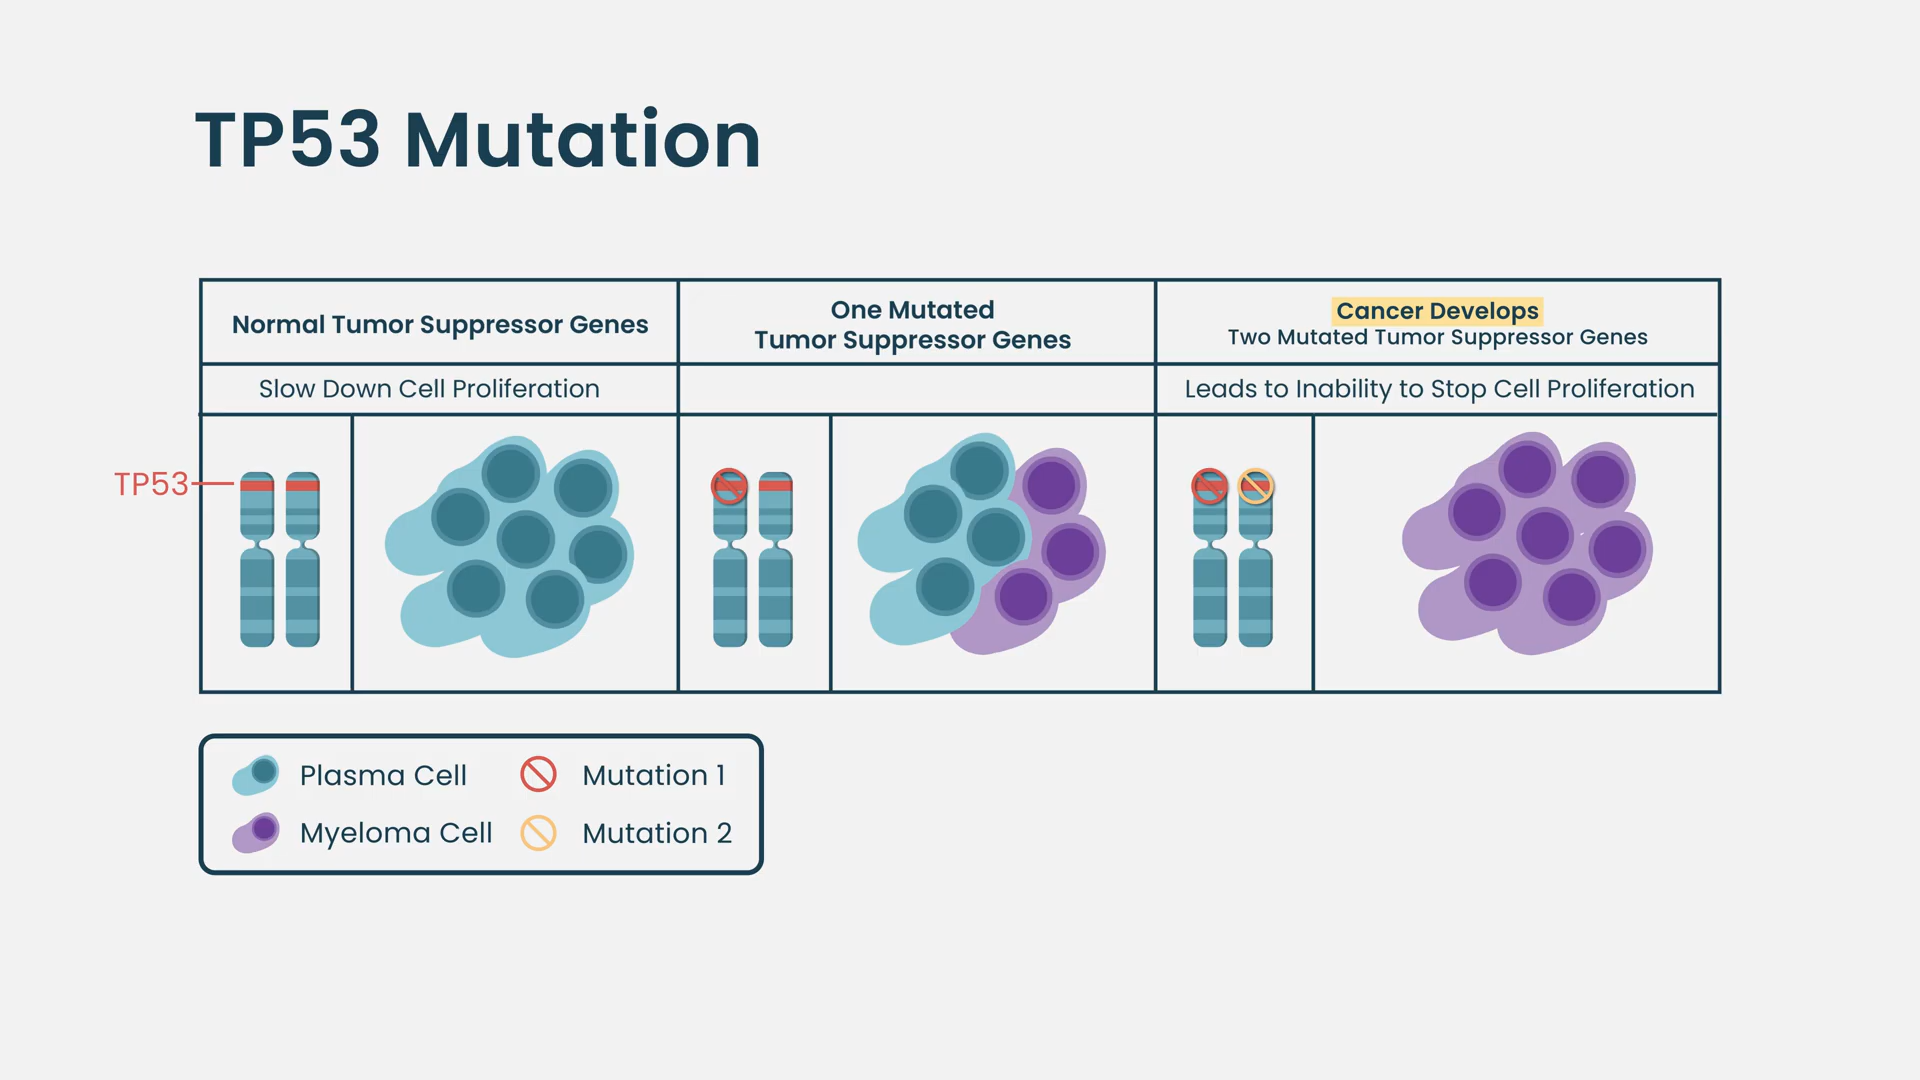 TP53 Mutation
Normal Tumor Suppressor Genes
One Mutated
Tumor Suppressor Genes
Cancer Develops
Two Mutated Tumor Suppressor Genes
Slow Down Cell Proliferation
Leads to Inability to Stop Cell Proliferation
TP53
Plasma Cell
Mutation 1
Myeloma Cell
Mutation 2